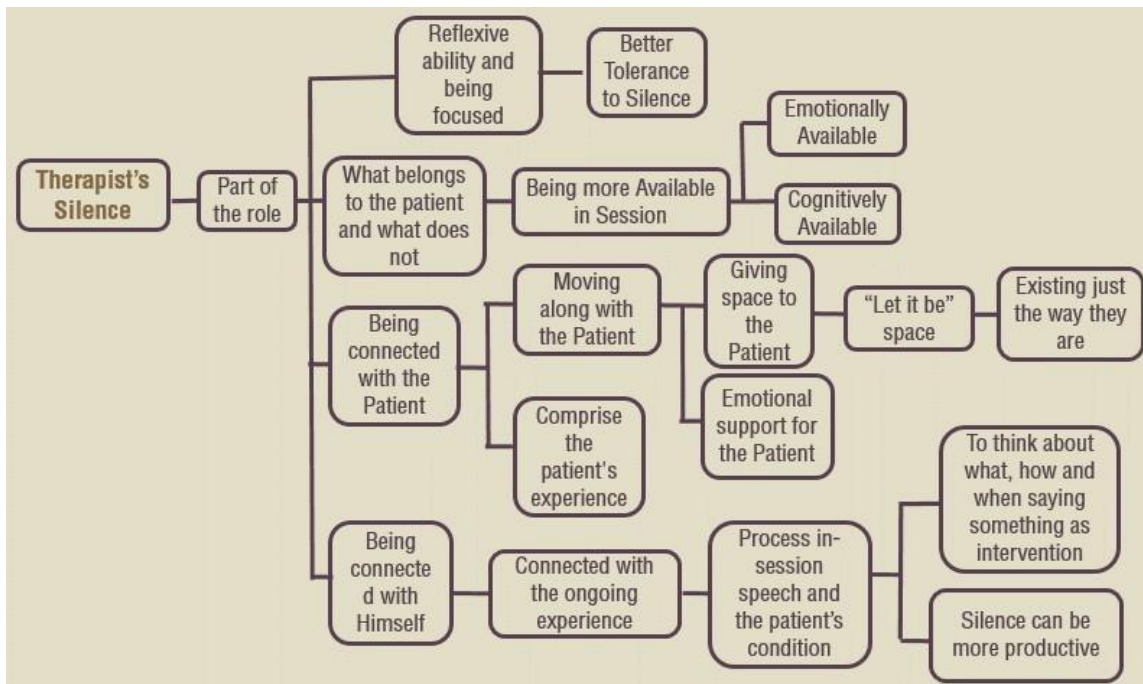 Reflexive
ability and
being
focused
Better
Tolerance
to Silence
Emotionally
Available
Therapist's
Silence
Part of
the role
What belongs
to the patient
and what does
not
Being more Available
in Session
Cognitively
Available
Being
connected
with the
Patient
Moving
along with
the Patient
Giving
space to
the
Patient
“Let it be”
space
Existing just
the way they
are
Emotional
support for
the Patient
Comprise
the
patient's
experience
Being
connecte
d with
Himself
Connected with
the ongoing
experience
Process in-
session
speech and
the patient’s
condition
To think about
what, how and
when saying
something as
intervention
Silence can be
more productive